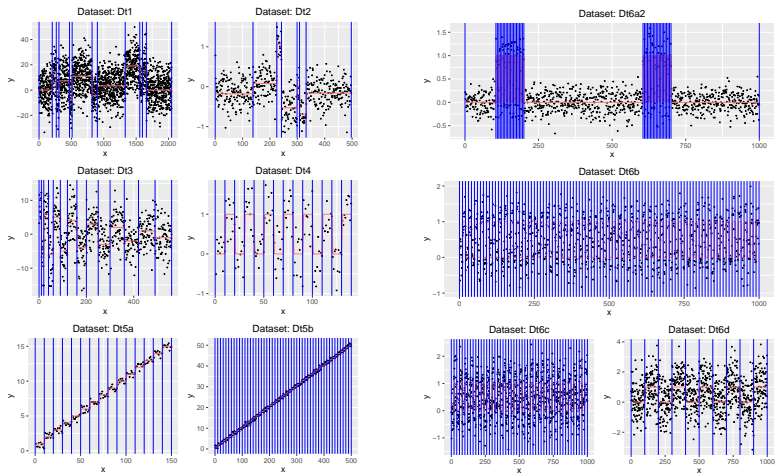 Dataset: Dt1
y
40
20
0
−20
0
500
1000
1500
2000
x
Dataset: Dt2
y
1
0
−1
0
100
200
300
400
500
x
Dataset: Dt6a2
y
1.5
1.0
0.5
0.0
−0.5
0
250
500
750
1000
x
Dataset: Dt3
y
10
0
−10
0
200
400
x
Dataset: Dt4
y
1
0
−1
0
50
100
x
Dataset: Dt6b
y
2
1
0
−1
0
250
500
750
1000
x
Dataset: Dt5a
y
15
10
5
0
0
50
100
150
x
Dataset: Dt5b
y
50
40
30
20
10
0
0
100
200
300
400
500
x
Dataset: Dt6c
y
2
1
0
−1
0
250
500
750
1000
x
Dataset: Dt6d
y
4
2
0
−2
0
250
500
750
1000
x